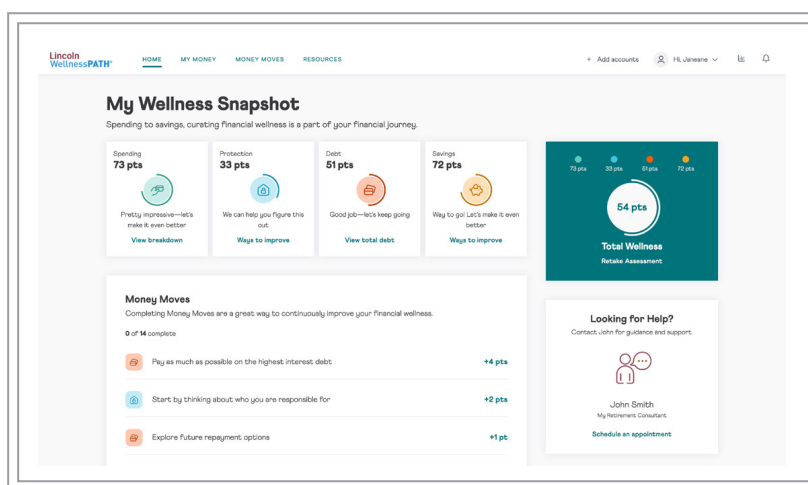 Lincoln
WellnessPATH®
HOME MY MONEY MONEY MOVES RESOURCES
+ Add accounts Hi, Janeane
My Wellness Snapshot
Spending to savings, curating financial wellness is a part of your financial journey.
Spending
73 pts
Pretty impressive—let's
make it even better
View breakdown
Protection
33 pts
We can help you figure this
out
Ways to improve
Debt
51 pts
Good job—let's keep going
View total debt
Savings
72 pts
Way to go! Let's make it even
better
Ways to improve
73 pts 33 pts 51 pts 72 pts
54 pts
Total Wellness
Retake Assessment
Money Moves
Completing Money Moves are a great way to continuously improve your financial wellness.
0 of 14 complete
Pay as much as possible on the highest interest debt +4 pts
Start by thinking about who you are responsible for +2 pts
Explore future repayment options +1 pt
Looking for Help?
Contact John for guidance and support.
John Smith
My Retirement Consultant
Schedule an appointment